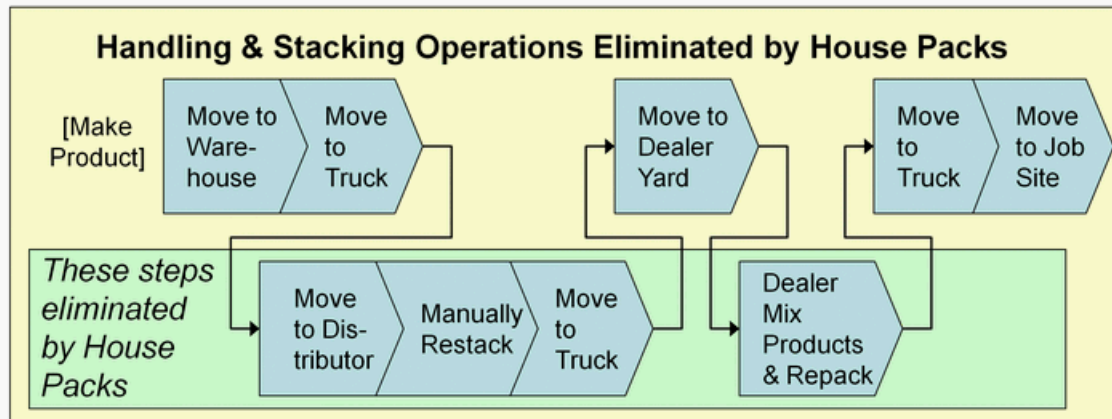 Handling & Stacking Operations Eliminated by House Packs
[Make
Product]
Move to
Ware-
house
Move
to
Truck
Move to
Dealer
Yard
Move
to
Truck
Move
to Job
Site
These steps
eliminated
by House
Packs
Move
to Dis-
tributor
Manually
Restack
Move
to
Truck
Dealer
Mix
Products
& Repack